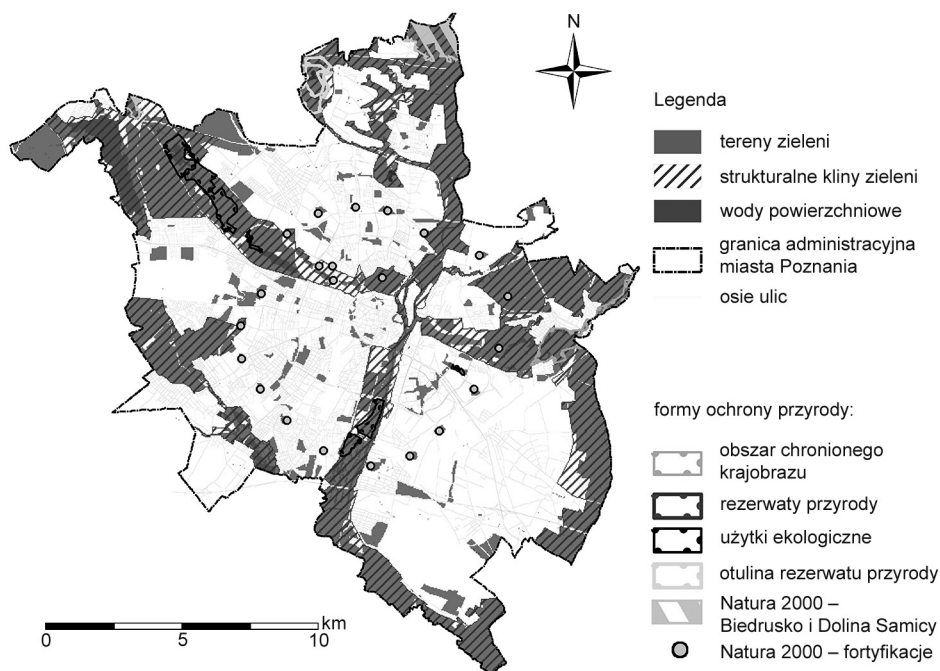 N
Legenda
tereny zieleni
strukturalne kliny zieleni
wody powierzchniowe
granica administracyjna
miasta Poznania
osie ulic
formy ochrony przyrody:
obszar chronionego
krajobrazu
rezerwaty przyrody
użytki ekologiczne
otulina rezerwatu przyrody
Natura 2000 –
Biedrusko i Dolina Samicy
Natura 2000 – fortyfikacje
km
0 5 10